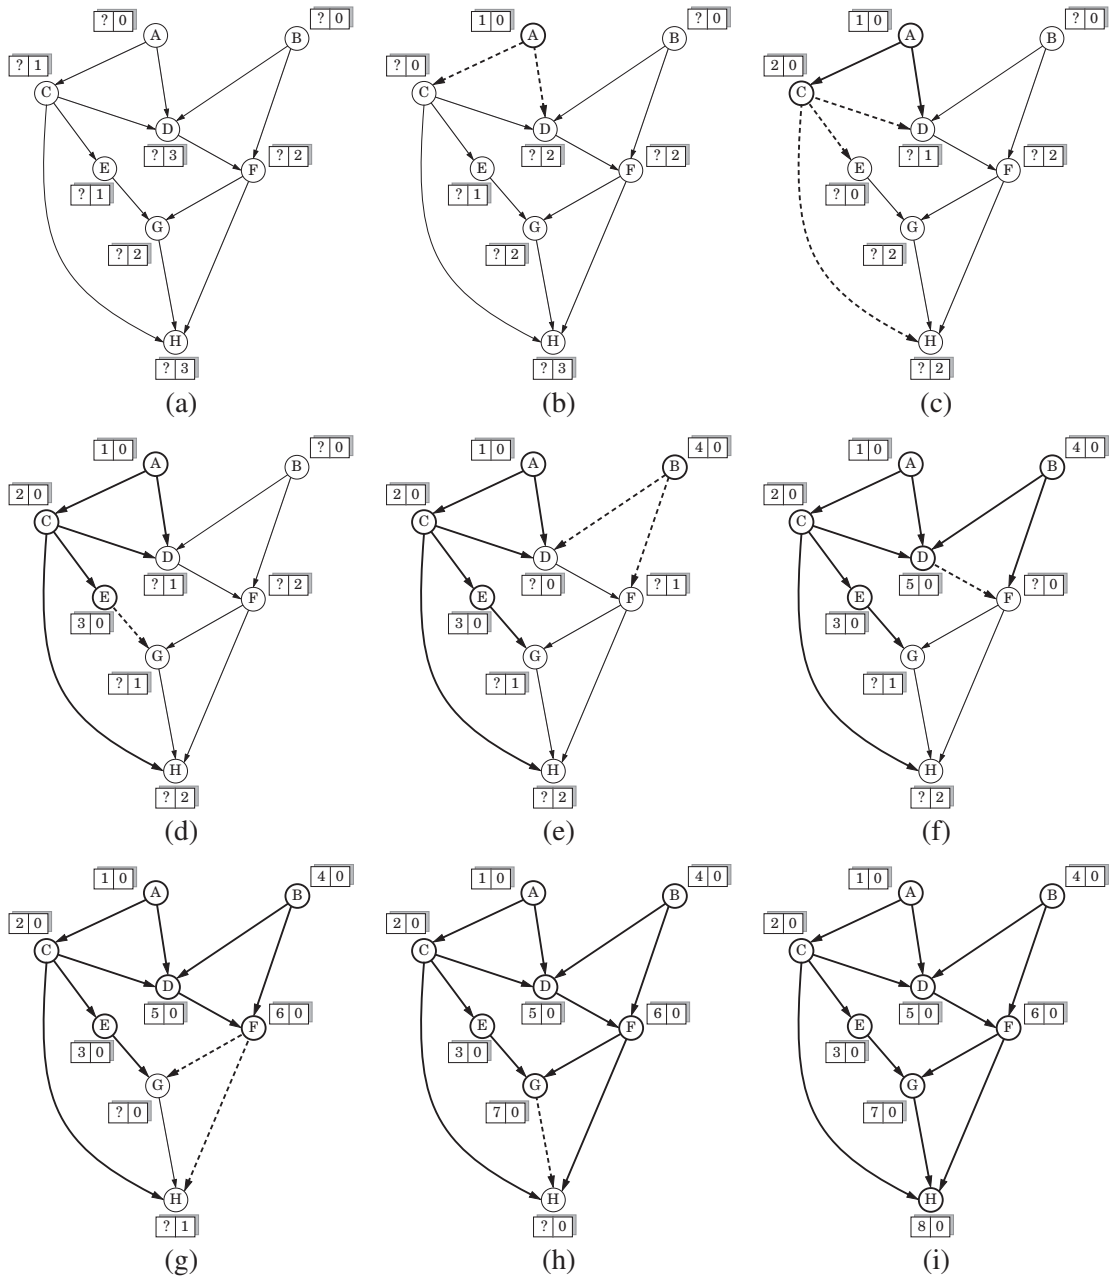 ? 0 ? 0 1 0 ? 0 1 0 ? 0
A B A B A B
? 1 ? 0 2 0
C C C
D D D
? 3 ? 2 ? 2 ? 2 ? 1 ? 2
E F E F E F
? 1 ? 1 ? 0
G G G
? 2 ? 2 ? 2
H H H
? 3 ? 3 ? 2
(a) (b) (c)
1 0 ? 0 1 0 4 0 1 0 4 0
A B A B A B
2 0 2 0 2 0
C C C
D D D
? 1 ? 2 ? 0 ? 1 5 0 ? 0
E F E F E F
3 0 3 0 3 0
G G G
? 1 ? 1 ? 1
H H H
? 2 ? 2 ? 2
(d) (e) (f)
1 0 4 0 1 0 4 0 1 0 4 0
A B A B A B
2 0 2 0 2 0
C C C
D D D
5 0 6 0 5 0 6 0 5 0 6 0
E F E F E F
3 0 3 0 3 0
G G G
? 0 7 0 7 0
H H H
? 1 ? 0 8 0
(g) (h) (i)